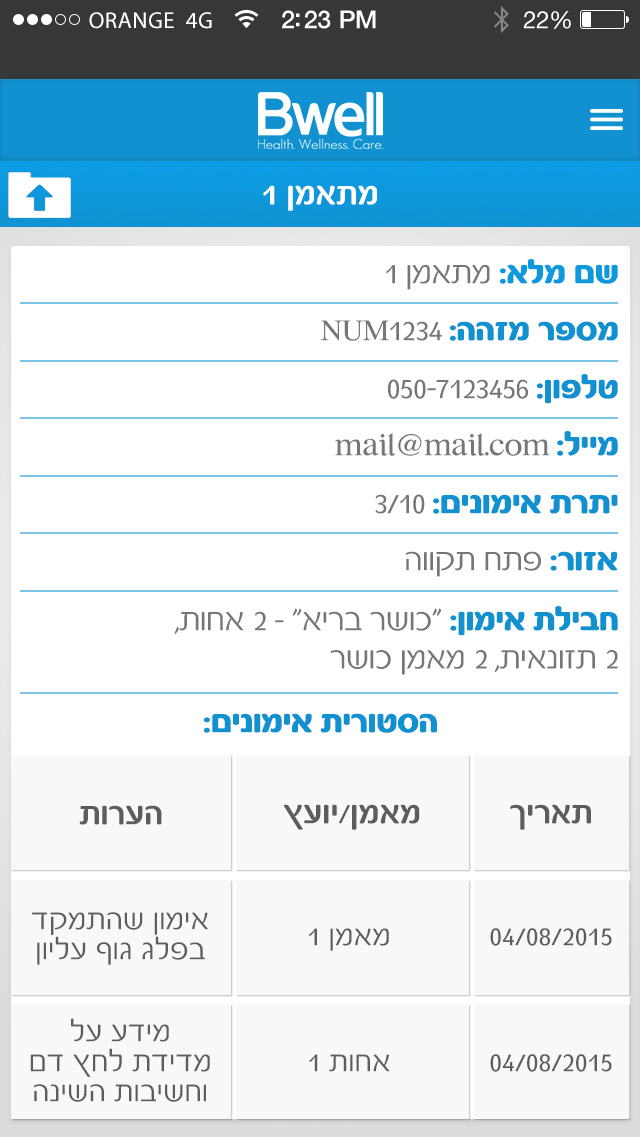 ORANGE 4G 2:23 PM 22%
Bwell
Health. Wellness. Care.
מתאמן 1
שם מלא: מתאמן 1
מספר מזהה: NUM1234
טלפון: 050-7123456
מייל: mail@mail.com
יתרת אימונים: 3/10
אזור: פתח תקווה
חבילת אימון: "כושר בריא" - 2 אחות,
2 תזונאית, 2 מאמן כושר
הסטורית אימונים:
תאריך מאמן/יועץ הערות
04/08/2015 מאמן 1 אימון שהתמקד
בפלג גוף עליון
04/08/2015 אחות 1 מידע על
מדידת לחץ דם
וחשיבות השינה